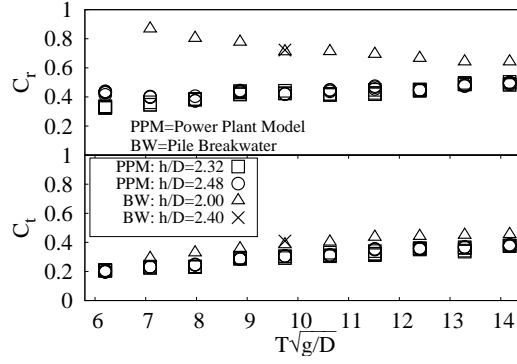 1
0.8
0.6
0.4
0.2
0
C_r
PPM=Power Plant Model
BW=Pile Breakwater
1
0.8
0.6
0.4
0.2
0
C_t
PPM: h/D=2.32
PPM: h/D=2.48
BW: h/D=2.00
BW: h/D=2.40
6 7 8 9 10 11 12 13 14
T√g/D